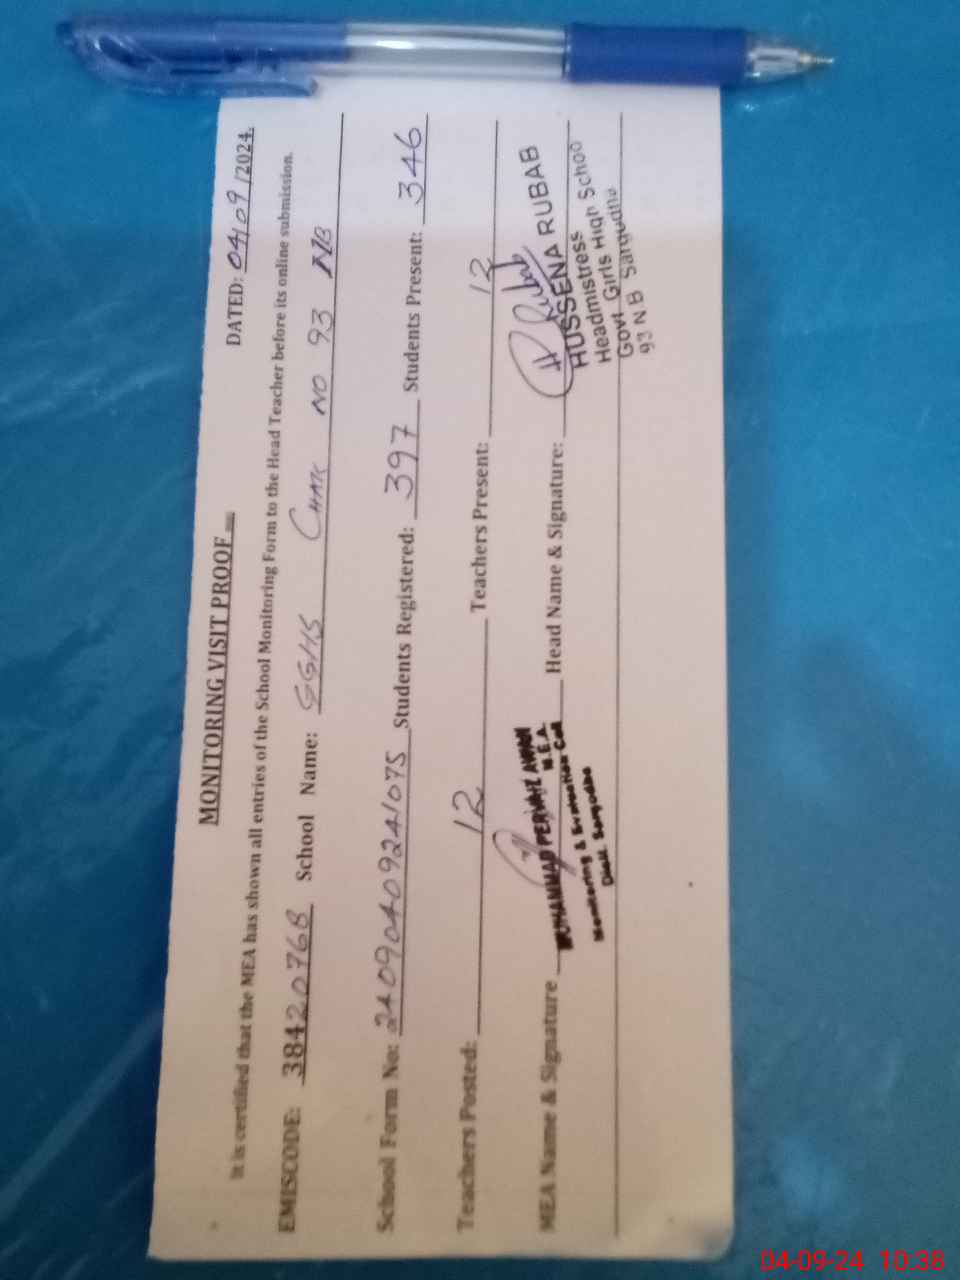 MONITORING VISIT PROOF
DATED: 04/09/2024.
It is certified that the MEA has shown all entries of the School Monitoring Form to the Head Teacher before its online submission.
EMISCODE: 38420768 School Name: GGHS CHAK NO 93 NB
School Form No: 24090409241075 Students Registered: 397 Students Present: 346
Teachers Posted: 12 Teachers Present: 12
MEA Name & Signature Head Name & Signature:
MUHAMMAD PERVAIZ AWAN
M.E.A.
Monitoring & Evaluation Cell
Distt. Sargodha
H Rubab
HUSSENA RUBAB
Headmistress
Govt Girls High Schoo
93 N B Sargodha
04-09-24 10:38